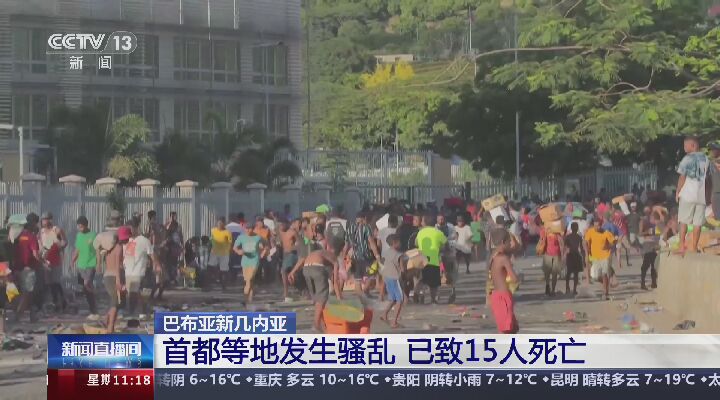 CCTV 13
新闻
巴布亚新几内亚
新闻直播间
首都等地发生骚乱 已致15人死亡
星期 11:18
转阴 6~16℃ ◆重庆 多云 10~16℃ ◆贵阳 阴转小雨 7~12℃ ◆昆明 晴转多云 7~19℃ ◆太